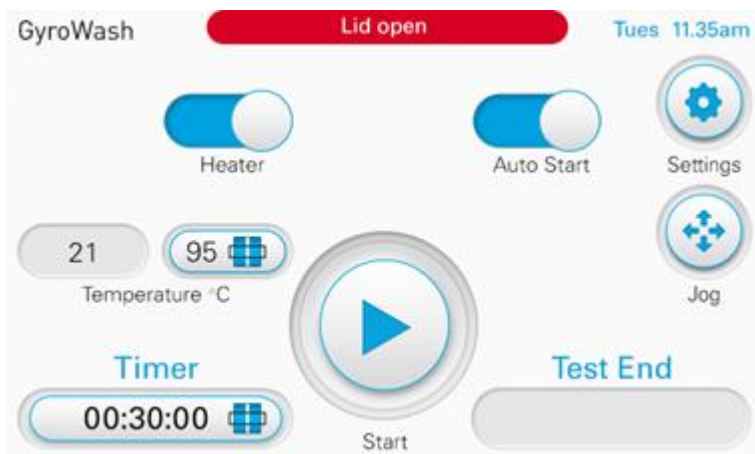 GyroWash
Lid open
Tues 11.35am
Heater
Auto Start
Settings
21
95
Temperature °C
Jog
Timer
Test End
00:30:00
Start